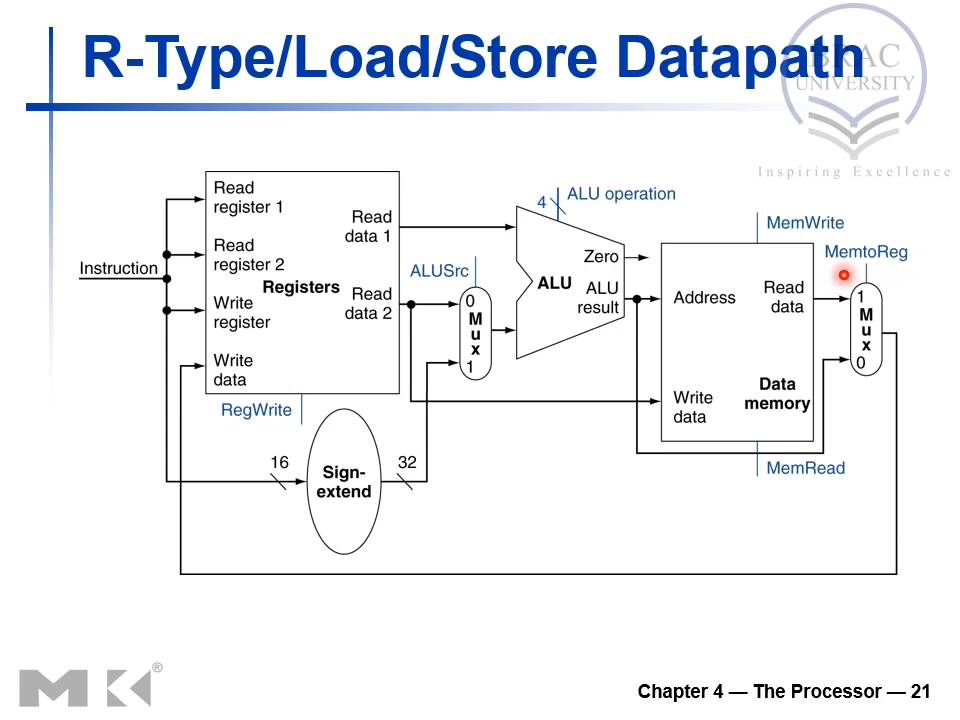 R-Type/Load/Store Datapath
BRAC
UNIVERSITY
Inspiring Excellence
Read
register 1
Read
register 2
Write
register
Write
data
Registers
Read
data 1
Read
data 2
Instruction
RegWrite
16
Sign-
extend
32
ALUSrc
0
M
u
x
1
4
ALU operation
Zero
ALU
ALU
result
MemWrite
Address
Read
data
Write
data
Data
memory
MemRead
MemtoReg
1
M
u
x
0
MK®
Chapter 4 — The Processor — 21